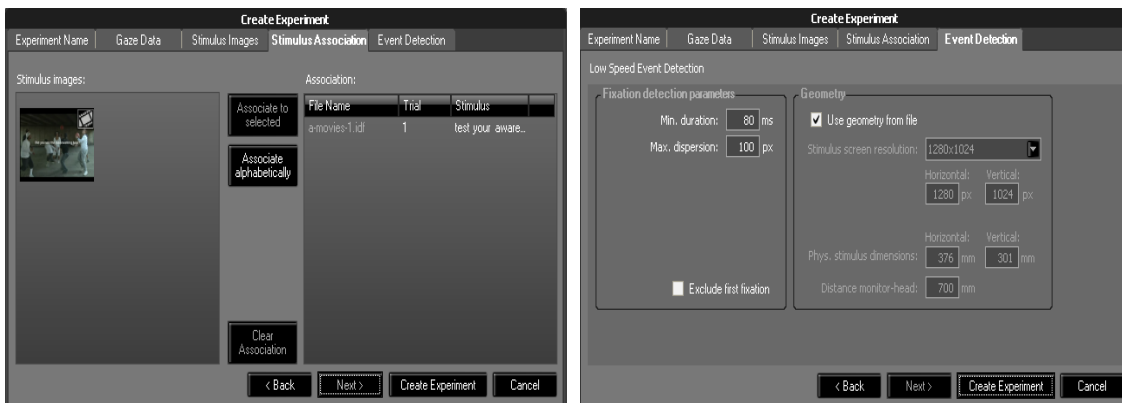 Create Experiment
Experiment Name Gaze Data Stimulus Images Stimulus Association Event Detection
Stimulus images:
Association:
Associate to
selected
Associate
alphabetically
Clear
Association
File Name Trial Stimulus
a-movies-1.idf 1 test your aware...
< Back Next > Create Experiment Cancel
Create Experiment
Experiment Name Gaze Data Stimulus Images Stimulus Association Event Detection
Low Speed Event Detection
Fixation detection parameters
Min. duration: 80 ms
Max. dispersion: 100 px
Exclude first fixation
Geometry
Use geometry from file
Stimulus screen resolution: 1280x1024
Horizontal: Vertical:
1280 px 1024 px
Horizontal: Vertical:
Phys. stimulus dimensions: 376 mm 301 mm
Distance monitor-head: 700 mm
< Back Next > Create Experiment Cancel